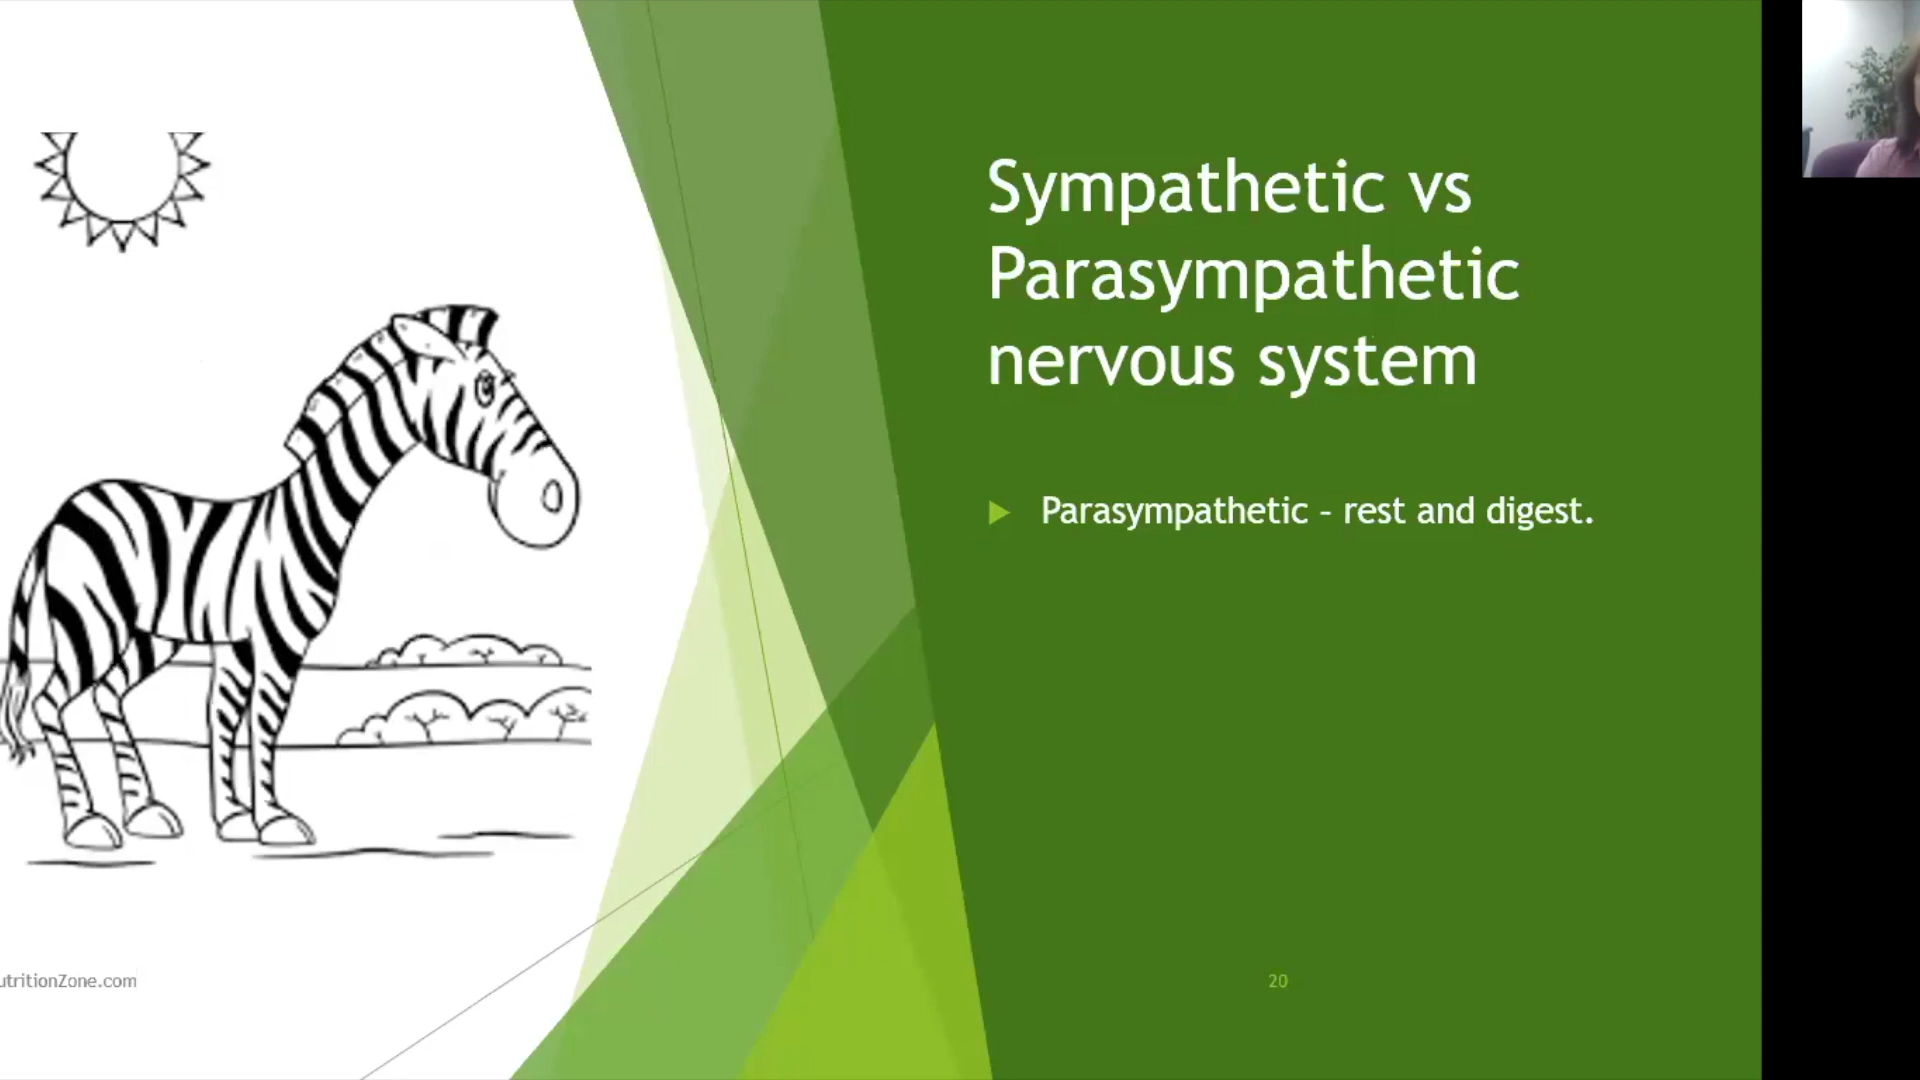 Sympathetic vs
Parasympathetic
nervous system
Parasympathetic – rest and digest.
utritionZone.com
20